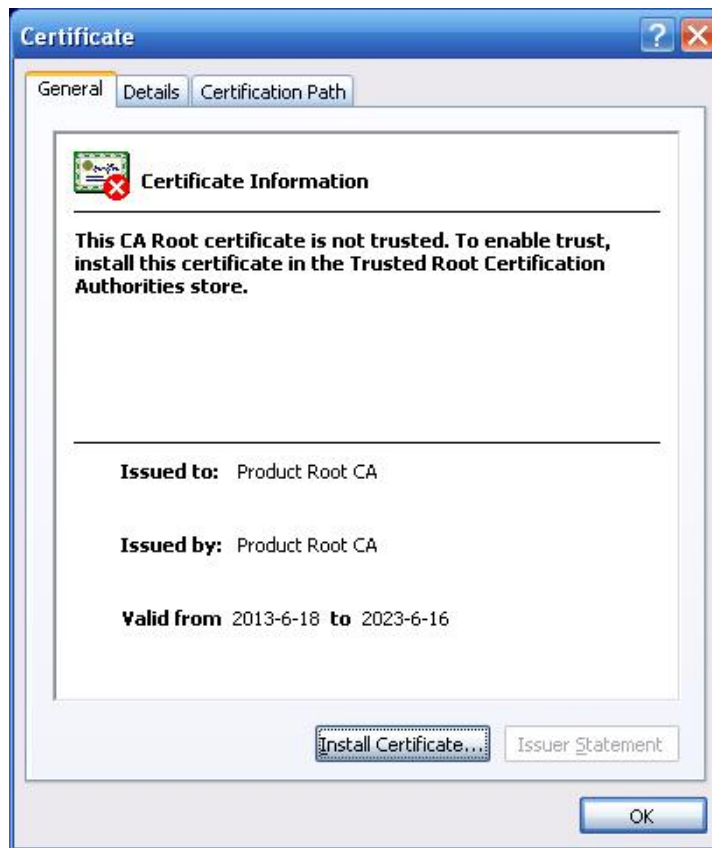 Certificate
General Details Certification Path
Certificate Information
This CA Root certificate is not trusted. To enable trust,
install this certificate in the Trusted Root Certification
Authorities store.
Issued to: Product Root CA
Issued by: Product Root CA
Valid from 2013-6-18 to 2023-6-16
Install Certificate... Issuer Statement
OK